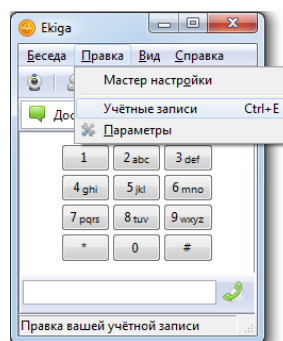 Ekiga
Беседа Правка Вид Справка
Мастер настройки
Учётные записи Ctrl+E
Параметры
1 2 abc 3 def
4 ghi 5 jkl 6 mno
7 pqrs 8 tuv 9 wxyz
* 0 #
Правка вашей учётной записи